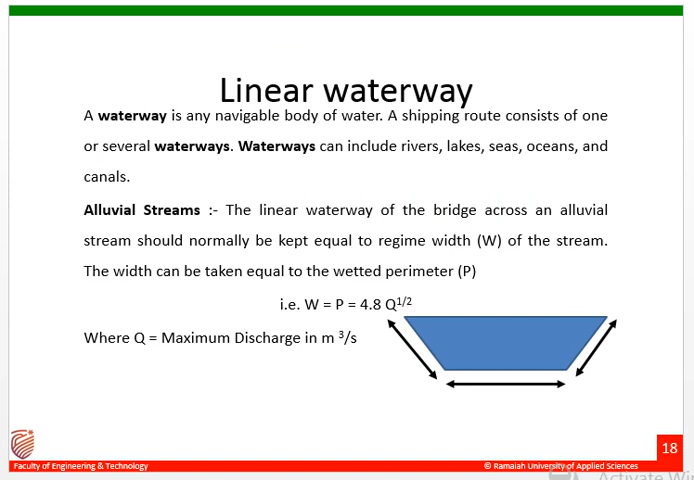 Linear waterway
A waterway is any navigable body of water. A shipping route consists of one
or several waterways. Waterways can include rivers, lakes, seas, oceans, and
canals.
Alluvial Streams :- The linear waterway of the bridge across an alluvial
stream should normally be kept equal to regime width (W) of the stream.
The width can be taken equal to the wetted perimeter (P)
i.e. W = P = 4.8 Q^1/2
Where Q = Maximum Discharge in m ^3/s
18
Faculty of Engineering & Technology
© Ramaiah University of Applied Sciences
Activate Win